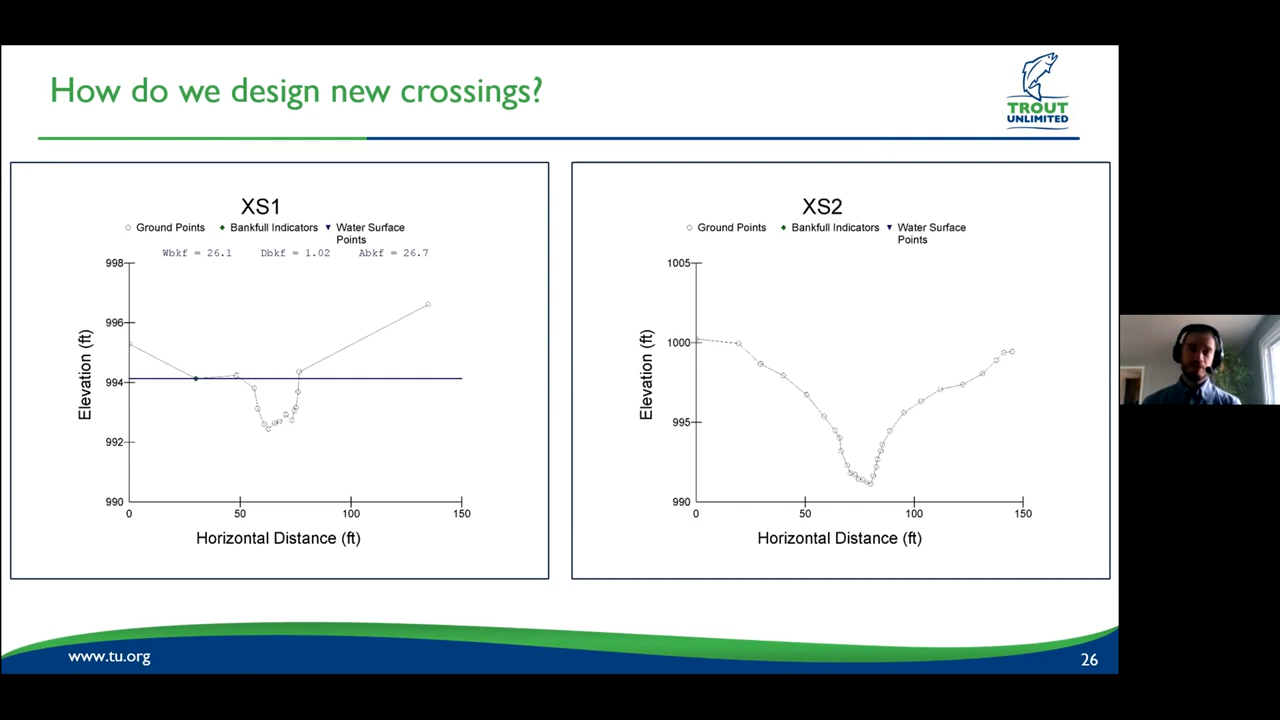 How do we design new crossings?
TROUT
UNLIMITED
XS1
Ground Points
Bankfull Indicators
Water Surface
Points
Wbkf = 26.1 Dbkf = 1.02 Abkf = 26.7
998
996
994
992
990
0 50 100 150
Elevation (ft)
Horizontal Distance (ft)
XS2
Ground Points
Bankfull Indicators
Water Surface
Points
1005
1000
995
990
0 50 100 150
Elevation (ft)
Horizontal Distance (ft)
www.tu.org
26